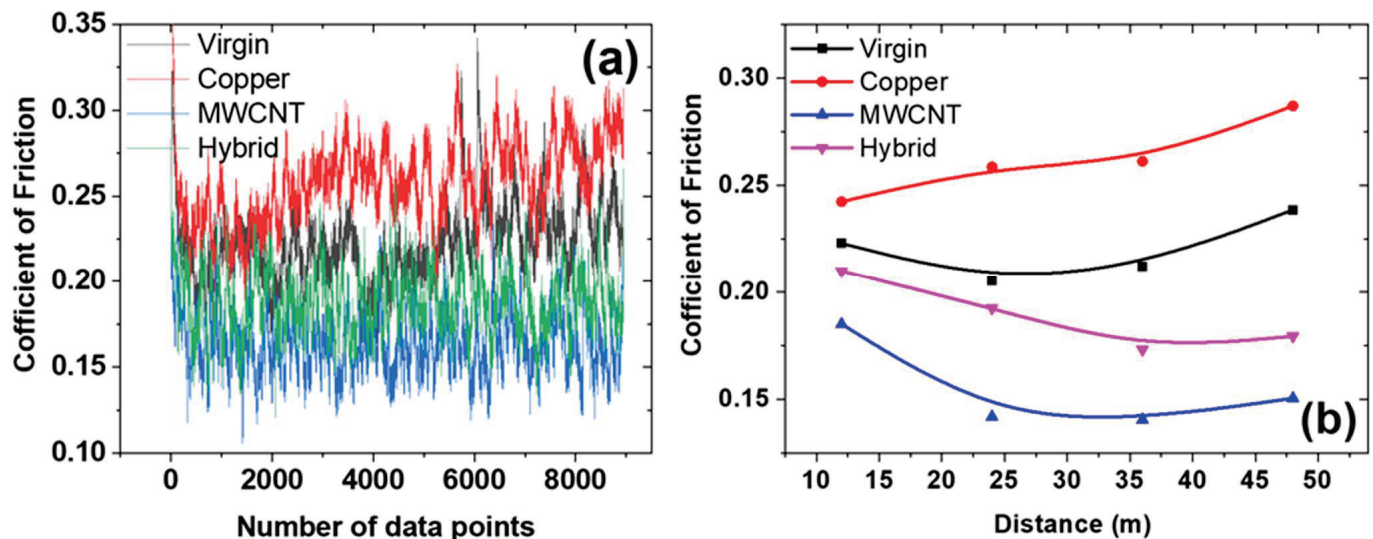 (a)
Virgin
Copper
MWCNT
Hybrid
Cofficient of Friction
0.35
0.30
0.25
0.20
0.15
0.10
0 2000 4000 6000 8000
Number of data points
(b)
Virgin
Copper
MWCNT
Hybrid
Cofficient of Friction
0.30
0.25
0.20
0.15
10 15 20 25 30 35 40 45 50
Distance (m)